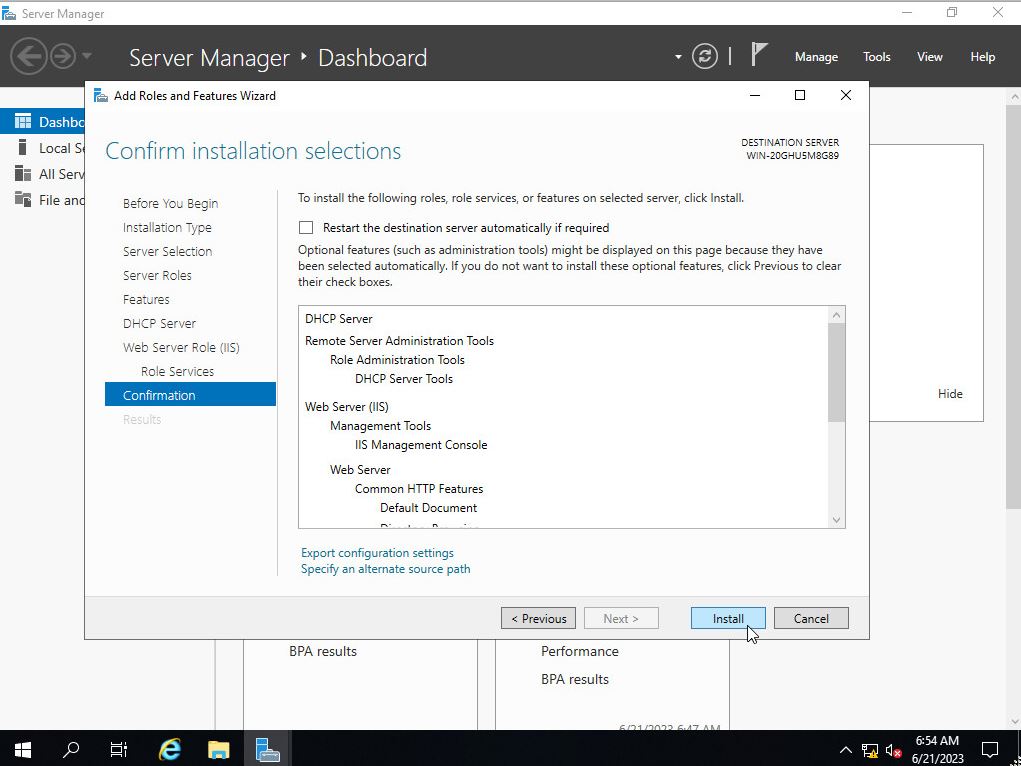 Server Manager
Server Manager ‣ Dashboard
Manage Tools View Help
Add Roles and Features Wizard
Dashbo
Local Se
All Serv
File and
Confirm installation selections
DESTINATION SERVER
WIN-20GHU5M8G89
Before You Begin
Installation Type
Server Selection
Server Roles
Features
DHCP Server
Web Server Role (IIS)
Role Services
Confirmation
Results
To install the following roles, role services, or features on selected server, click Install.
Restart the destination server automatically if required
Optional features (such as administration tools) might be displayed on this page because they have
been selected automatically. If you do not want to install these optional features, click Previous to clear
their check boxes.
DHCP Server
Remote Server Administration Tools
Role Administration Tools
DHCP Server Tools
Web Server (IIS)
Management Tools
IIS Management Console
Web Server
Common HTTP Features
Default Document
Directory Browsing
Export configuration settings
Specify an alternate source path
Hide
< Previous Next > Install Cancel
BPA results
Performance
BPA results
6/21/2023 6:47 AM
6:54 AM
6/21/2023